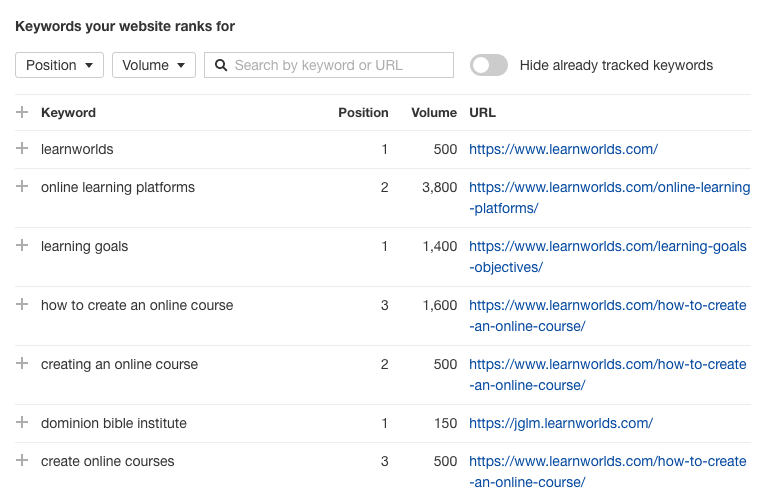 Keywords your website ranks for
Position Volume Search by keyword or URL Hide already tracked keywords
Keyword Position Volume URL
learnworlds 1 500 https://www.learnworlds.com/
online learning platforms 2 3,800 https://www.learnworlds.com/online-learning
-platforms/
learning goals 1 1,400 https://www.learnworlds.com/learning-goals
-objectives/
how to create an online course 3 1,600 https://www.learnworlds.com/how-to-create
-an-online-course/
creating an online course 2 500 https://www.learnworlds.com/how-to-create
-an-online-course/
dominion bible institute 1 150 https://jglm.learnworlds.com/
create online courses 3 500 https://www.learnworlds.com/how-to-create
-an-online-course/